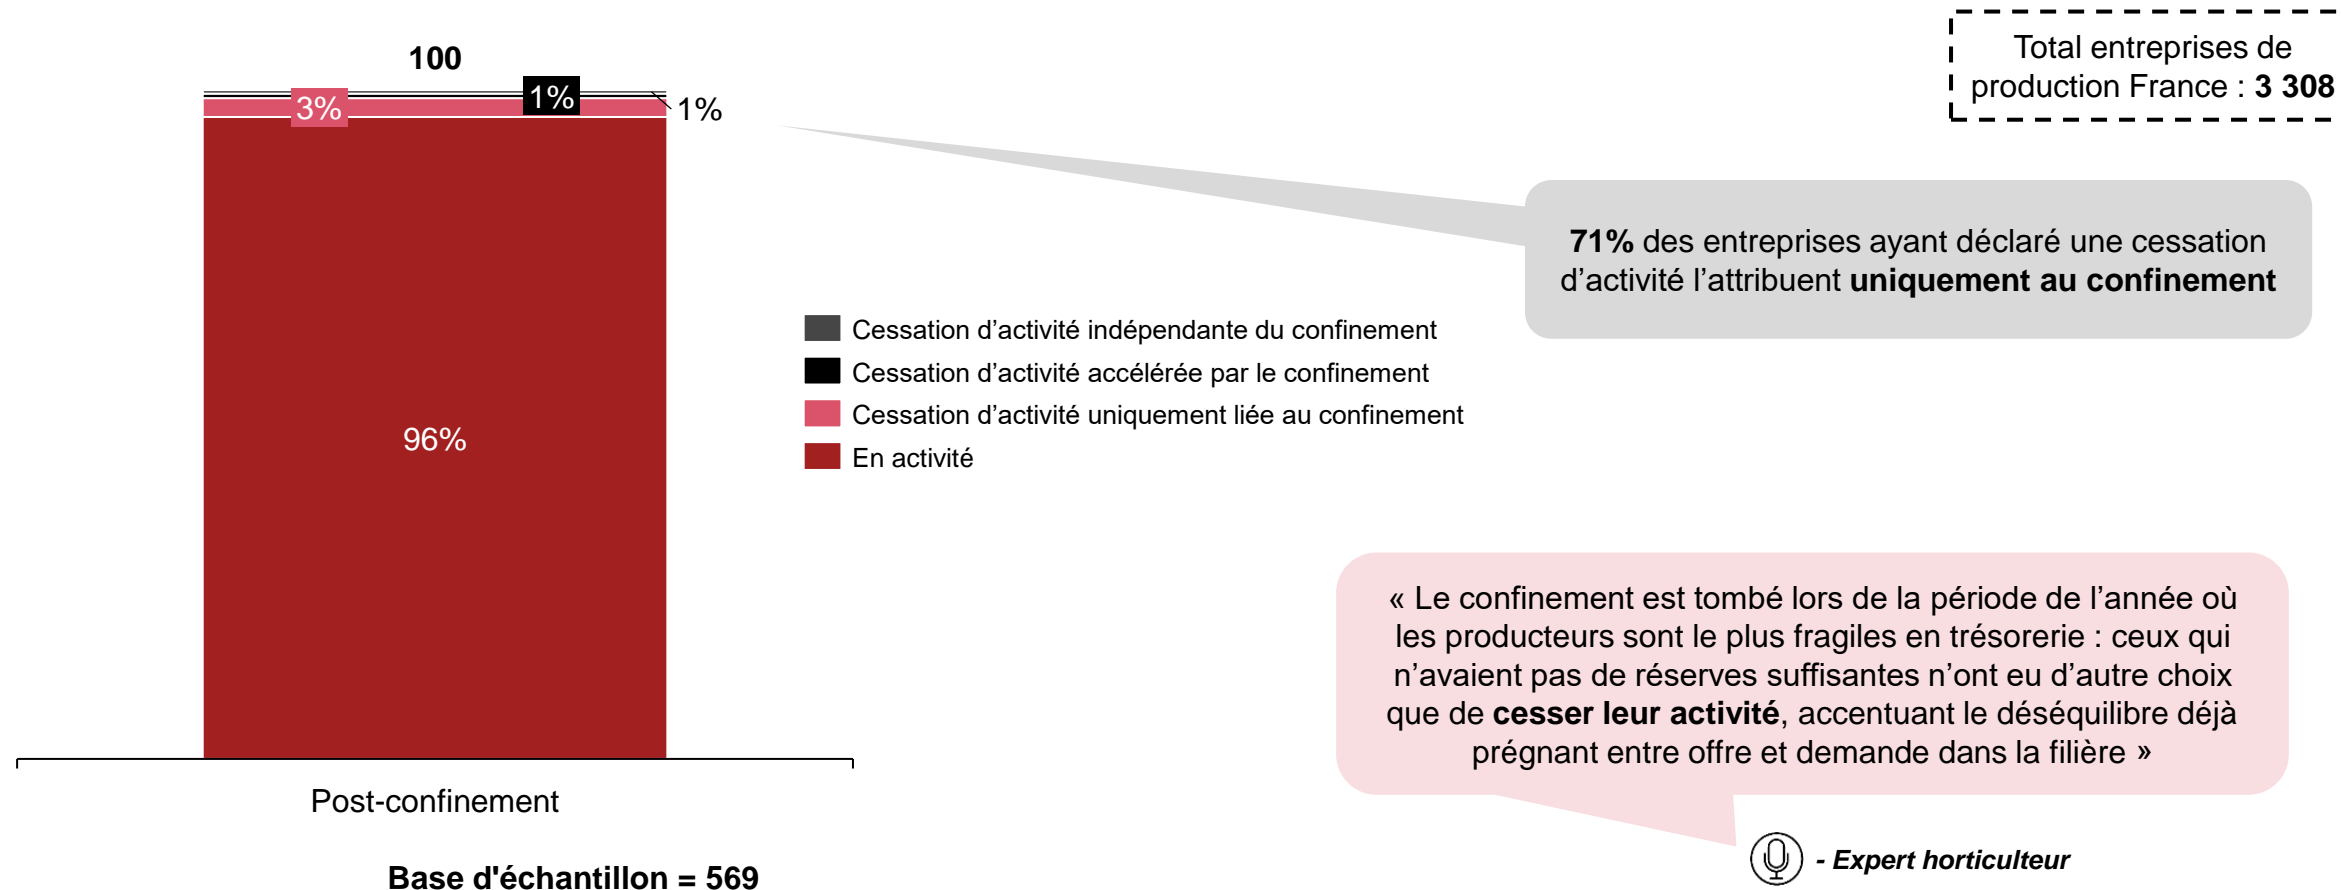 100
3%
1%
1%
96%
Post-confinement
Base d'échantillon = 569
Cessation d’activité indépendante du confinement
Cessation d’activité accélérée par le confinement
Cessation d’activité uniquement liée au confinement
En activité
Total entreprises de
production France : 3 308
71% des entreprises ayant déclaré une cessation
d’activité l’attribuent uniquement au confinement
« Le confinement est tombé lors de la période de l’année où
les producteurs sont le plus fragiles en trésorerie : ceux qui
n’avaient pas de réserves suffisantes n’ont eu d’autre choix
que de cesser leur activité, accentuant le déséquilibre déjà
prégnant entre offre et demande dans la filière »
- Expert horticulteur